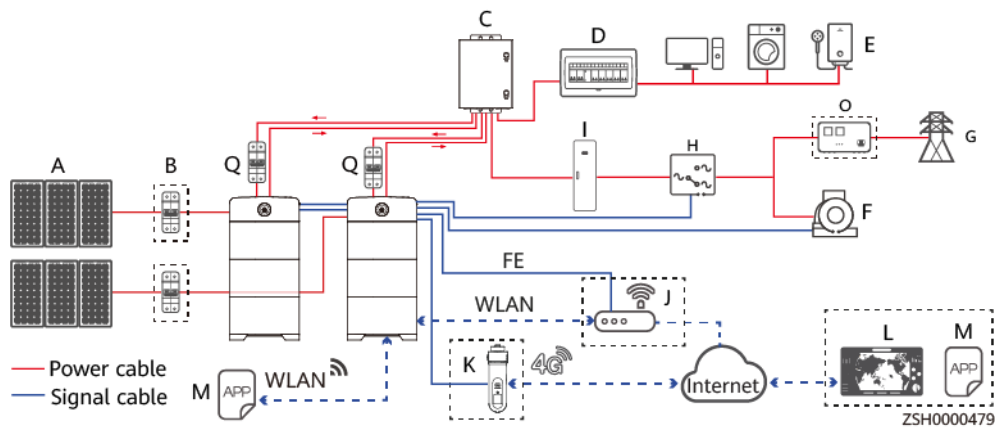 C
D
E
O
A
B
Q
Q
I
H
G
F
FE
WLAN
J
K
4G
L
M
Power cable
Signal cable
M
APP
WLAN
Internet
APP
ZSH0000479